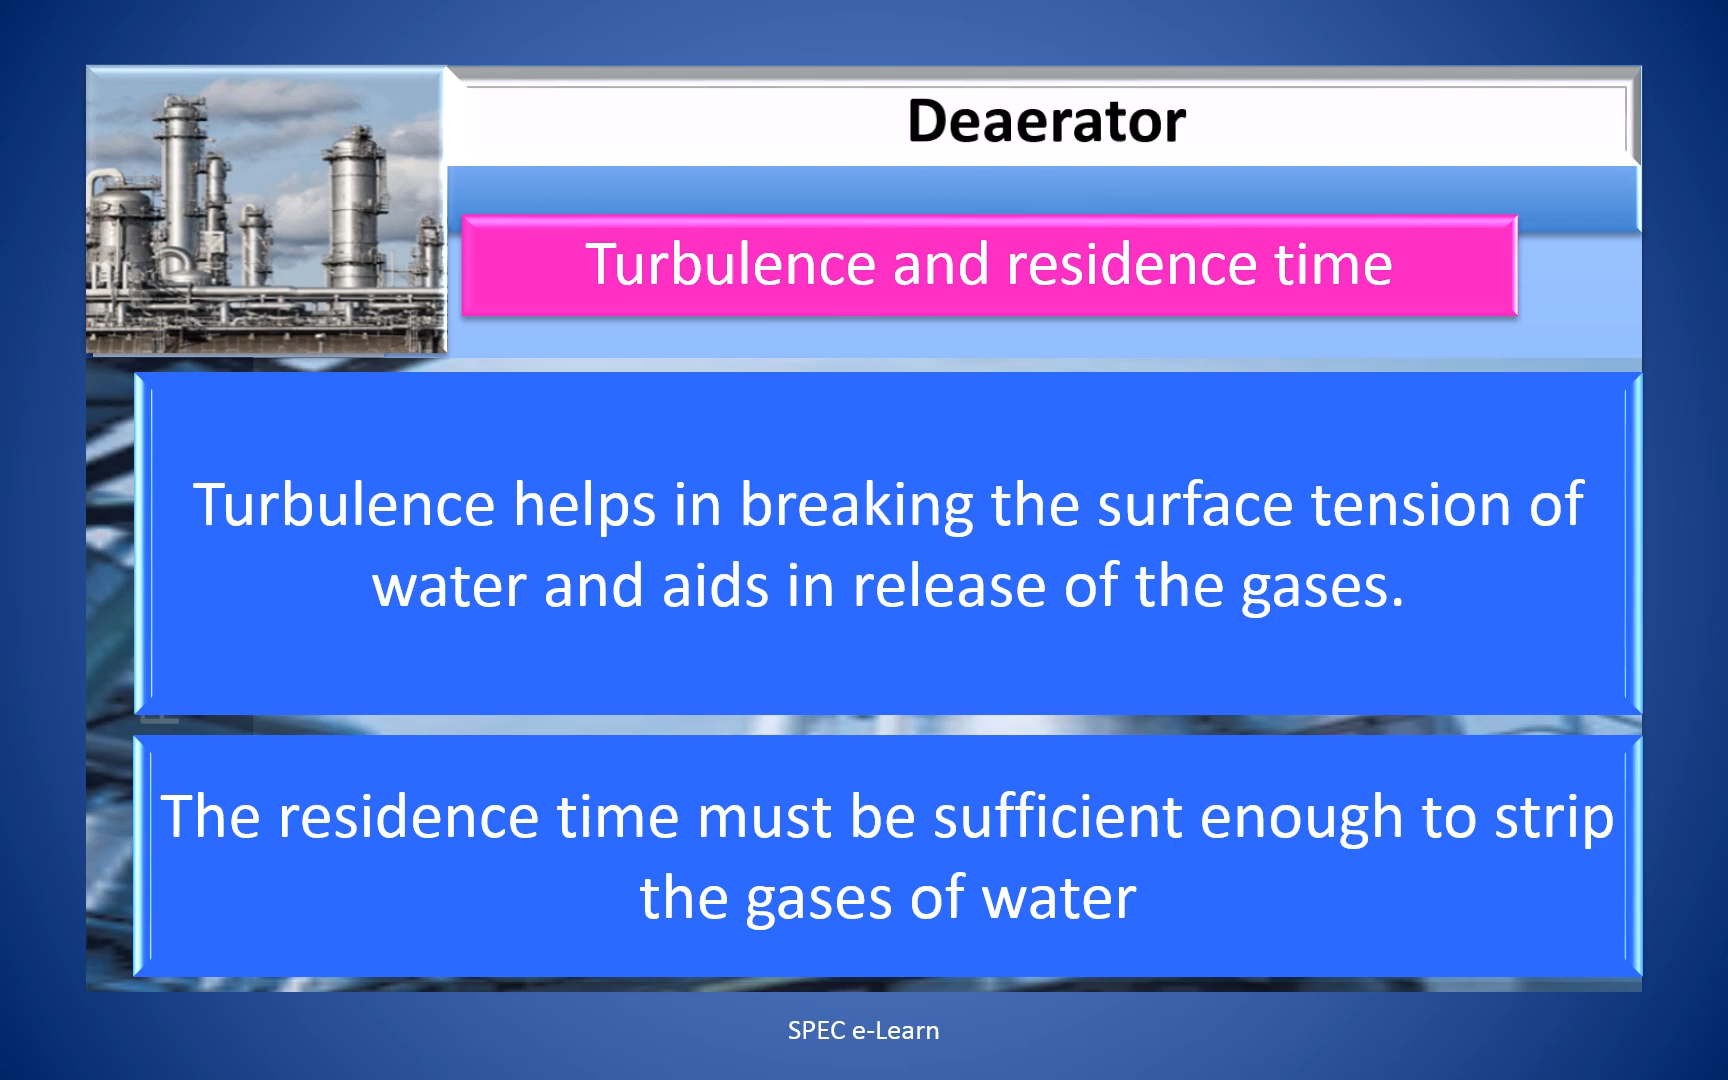 Deaerator
Turbulence and residence time
Turbulence helps in breaking the surface tension of
water and aids in release of the gases.
The residence time must be sufficient enough to strip
the gases of water
SPEC e-Learn